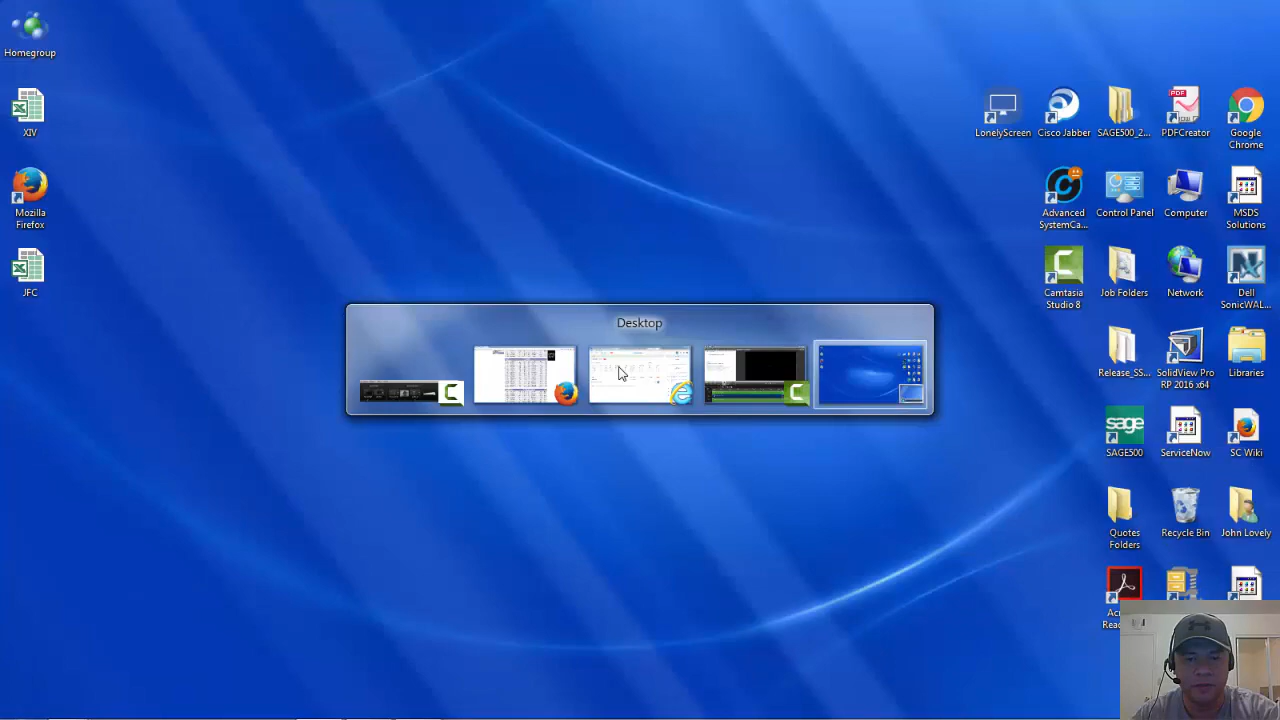 Homegroup
XIV
Mozilla
Firefox
JFC
Desktop
LonelyScreen
Cisco Jabber
SAGE500_2...
PDF
PDFCreator
Google
Chrome
Advanced
SystemCa...
Control Panel
Computer
MSDS
Solutions
Camtasia
Studio 8
Job Folders
Network
Dell
SonicWAL...
Release_SS...
SolidView Pro
RP 2016 x64
Libraries
sage
SAGE500
ServiceNow
SC Wiki
Quotes
Folders
Recycle Bin
John Lovely